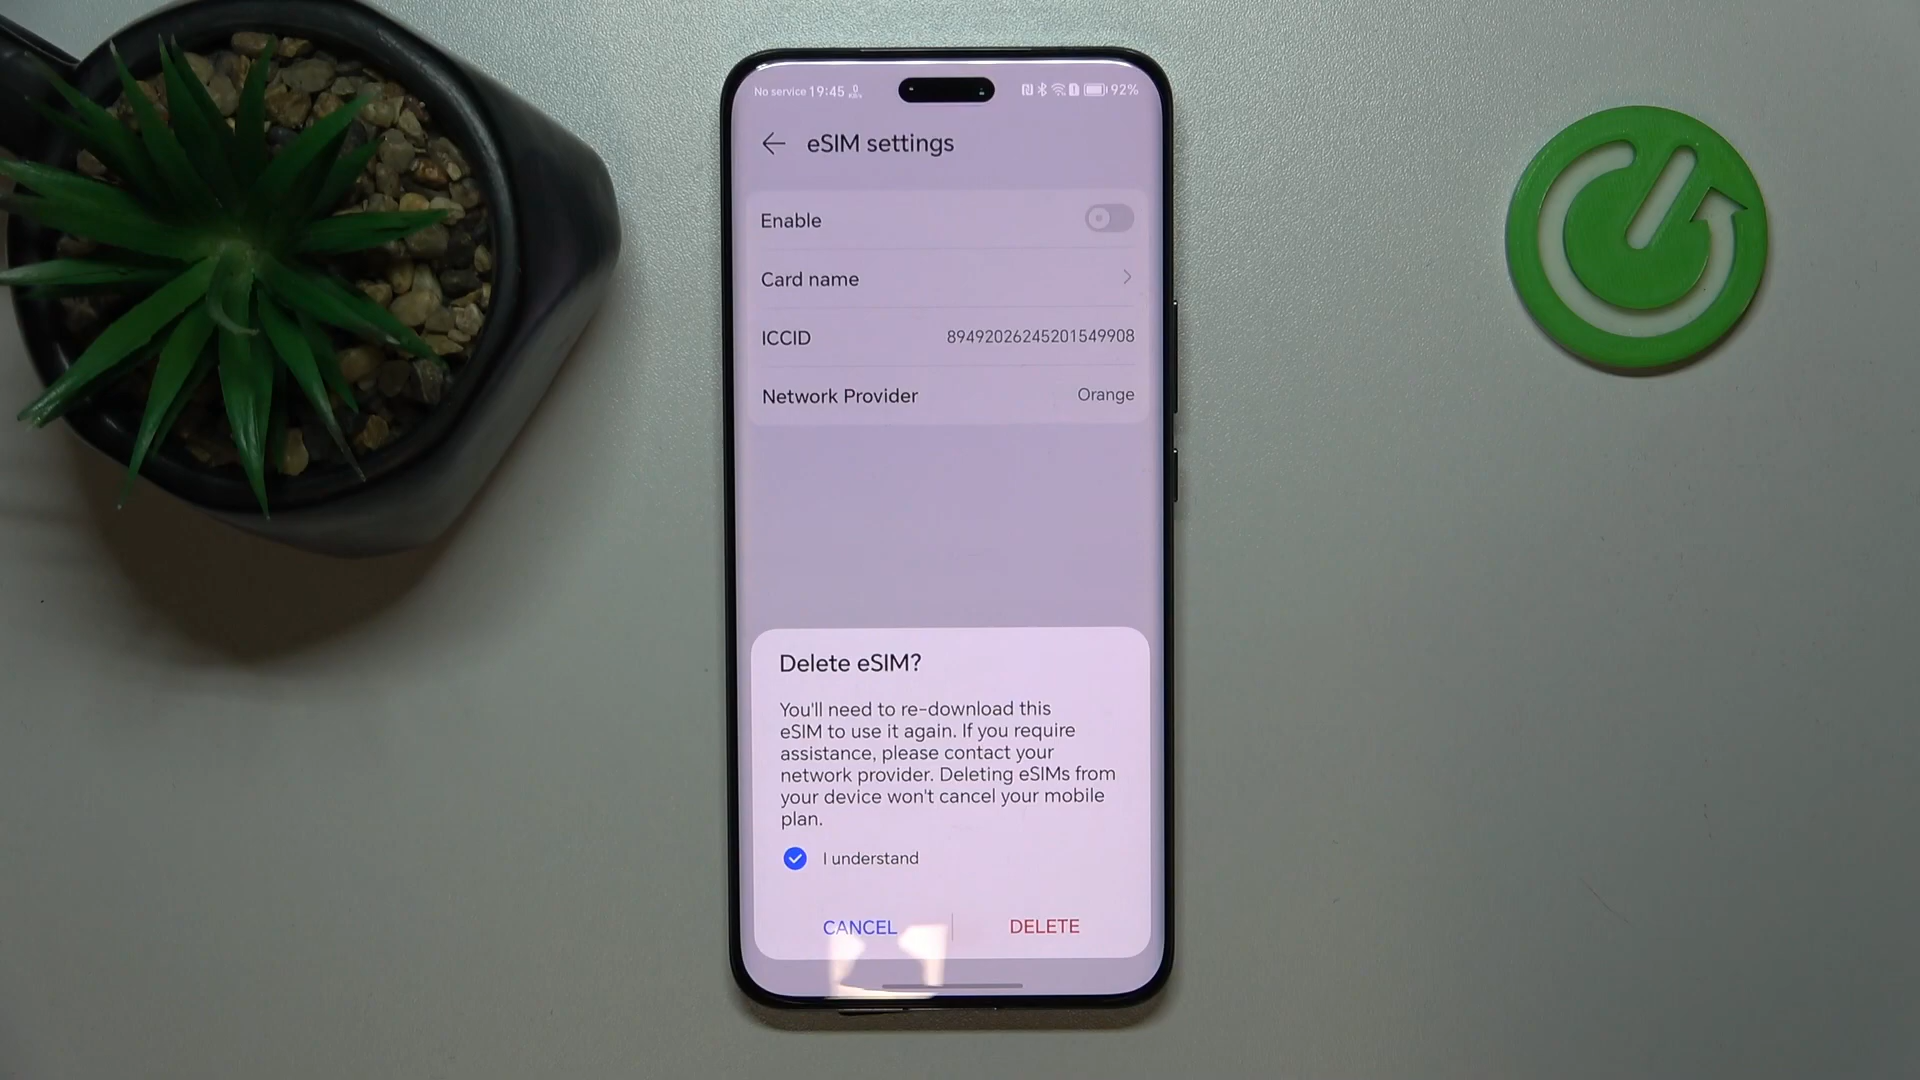 No service 19:45 92%
eSIM settings
Enable
Card name
ICCID 89492026245201549908
Network Provider Orange
Delete eSIM?
You'll need to re-download this
eSIM to use it again. If you require
assistance, please contact your
network provider. Deleting eSIMs from
your device won't cancel your mobile
plan.
I understand
CANCEL DELETE